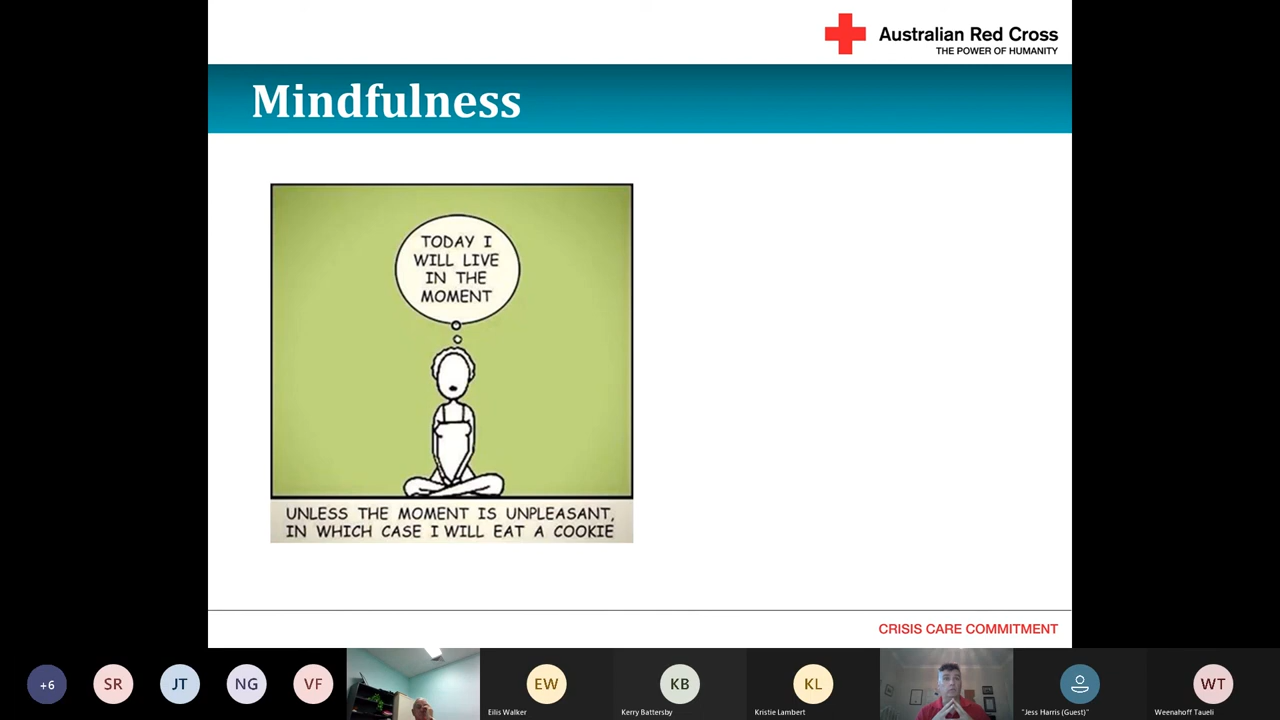 Australian Red Cross
THE POWER OF HUMANITY
Mindfulness
TODAY I
WILL LIVE
IN THE
MOMENT
UNLESS THE MOMENT IS UNPLEASANT,
IN WHICH CASE I WILL EAT A COOKIE
CRISIS CARE COMMITMENT
+6
SR
JT
NG
VF
EW
Eilis Walker
KB
Kerry Battersby
KL
Kristie Lambert
"Jess Harris (Guest)"
WT
Weenahoff Taueli